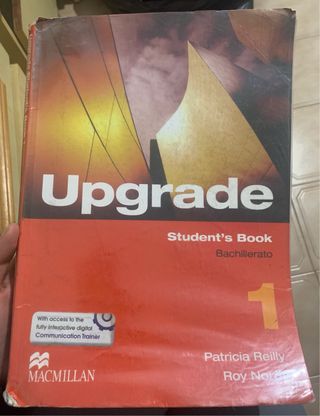 Upgrade
Student's Book
Bachillerato
1
With access to the
fully interactive digital
Communication Trainer
Patricia Reilly
Roy
MACMILLAN